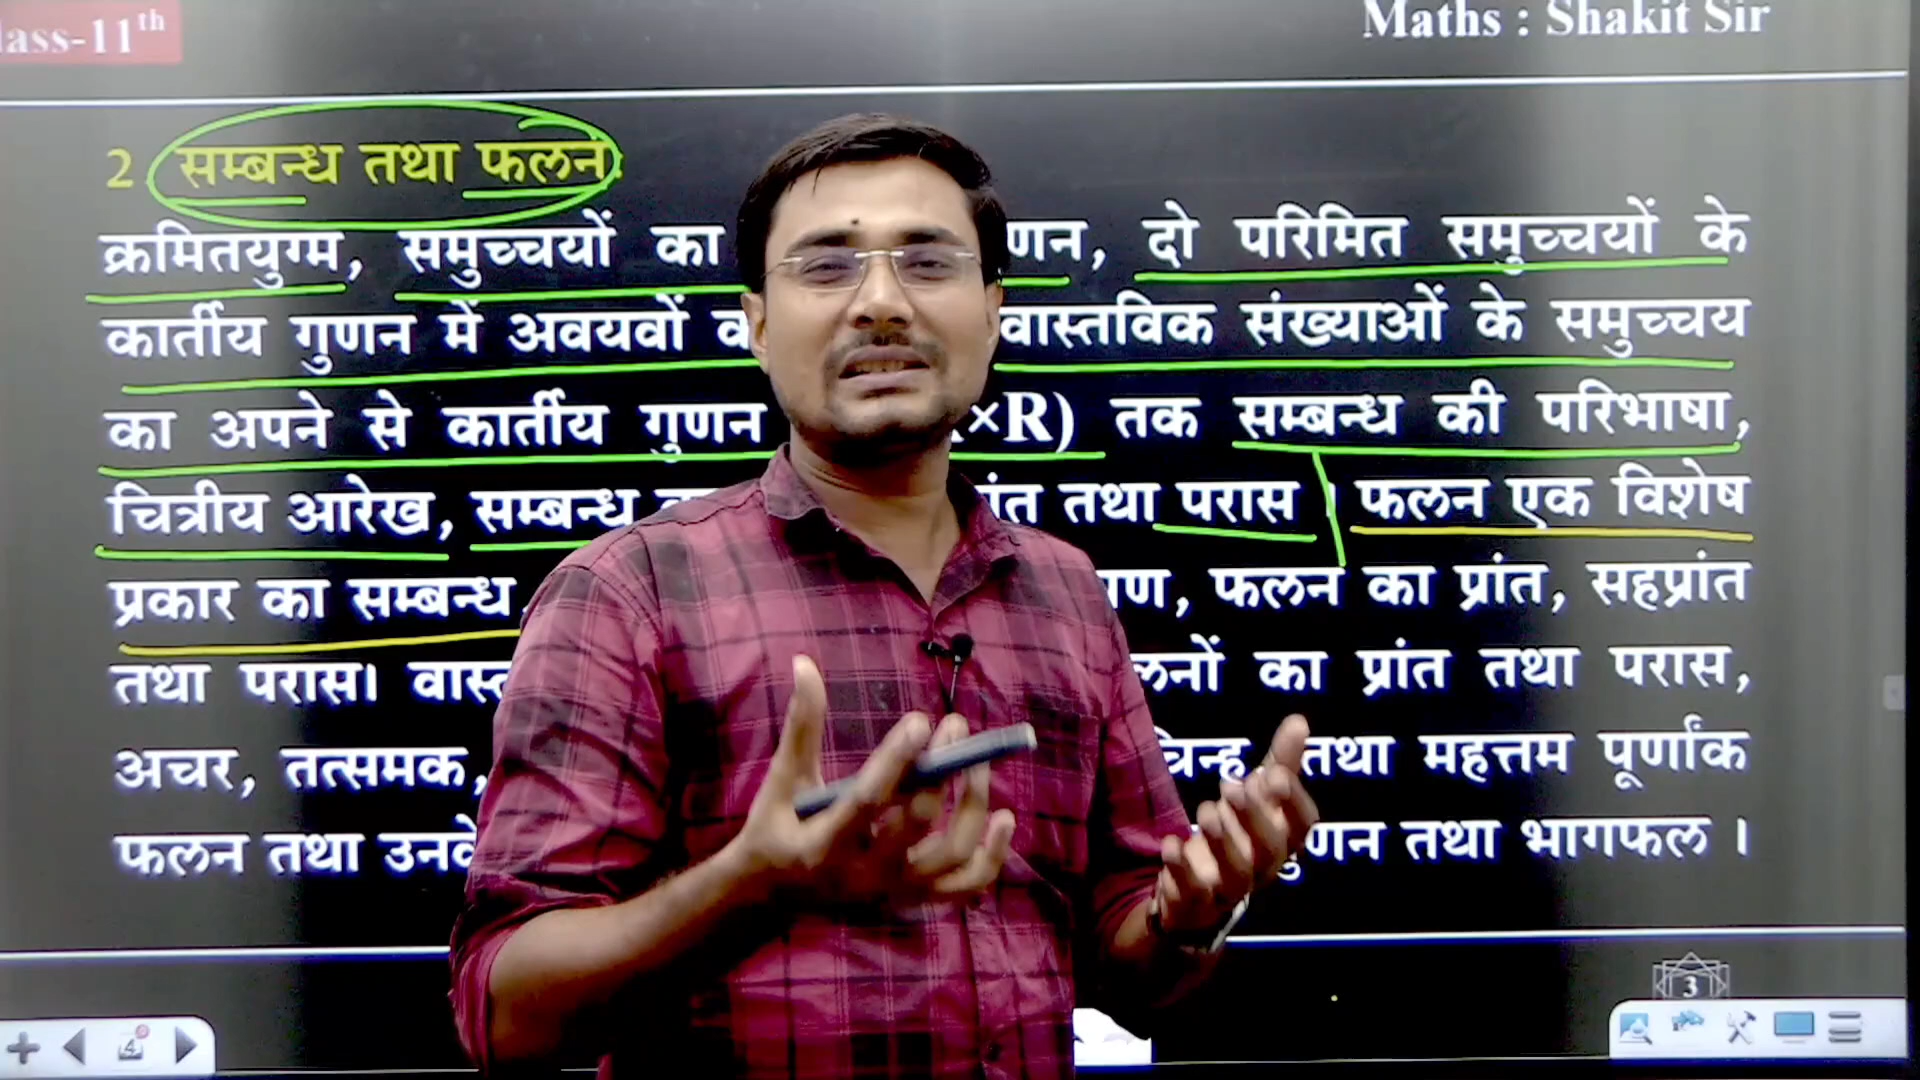 lass-11th
Maths : Shakit Sir
2 सम्बन्ध तथा फलन
क्रमितयुग्म, समुच्चयों का णन, दो परिमित समुच्चयों के
कार्तीय गुणन में अवयवों वास्तविक संख्याओं के समुच्चय
का अपने से कार्तीय गुणन ×R) तक सम्बन्ध की परिभाषा,
चित्रीय आरेख, सम्बन्ध तथा परास । फलन एक विशेष
प्रकार का सम्बन्ध, फलन का प्रांत, सहप्रांत
तथा परास। का प्रांत तथा परास,
अचर, तत्समक, तथा महत्तम पूर्णांक
फलन तथा तथा भागफल ।
3
4